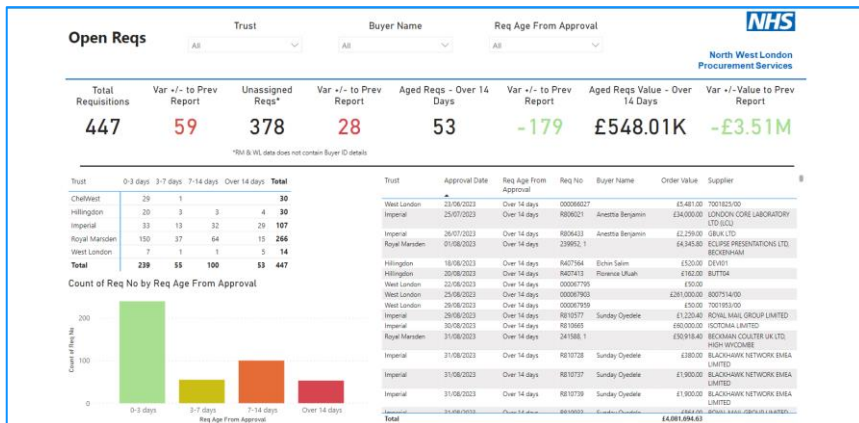 Open Reqs
Trust
Buyer Name
Req Age From Approval
All
All
All
NHS
North West London
Procurement Services
Total Requisitions
Var +/- to Prev Report
Unassigned Reqs*
Var +/- to Prev Report
Aged Reqs - Over 14 Days
Var +/- to Prev Report
Aged Reqs Value - Over 14 Days
Var +/-Value to Prev Report
447
59
378
28
53
-179
£548.01K
-£3.51M
*RM & WL data does not contain Buyer ID details
Trust 0-3 days 3-7 days 7-14 days Over 14 days Total
ChelWest 29 1 30
Hillingdon 20 3 3 4 30
Imperial 33 13 32 29 107
Royal Marsden 150 37 64 15 266
West London 7 1 1 5 14
Total 239 55 100 53 447
Count of Req No by Req Age From Approval
Count of Req No
200
100
0
0-3 days
3-7 days
7-14 days
Over 14 days
Req Age From Approval
Trust Approval Date Req Age From Approval Req No Buyer Name Order Value Supplier
West London 23/06/2023 Over 14 days 000066027 £5,481.00 7001825/00
Imperial 25/07/2023 Over 14 days R806021 Anesttia Benjamin £34,000.00 LONDON CORE LABORATORY LTD (LCL)
Imperial 26/07/2023 Over 14 days R806433 Anesttia Benjamin £2,259.00 GBUK LTD
Royal Marsden 01/08/2023 Over 14 days 239952, 1 £4,345.80 ECLIPSE PRESENTATIONS LTD, BECKENHAM
Hillingdon 18/08/2023 Over 14 days R407564 Elchin Salim £520.00 DEVI01
Hillingdon 20/08/2023 Over 14 days R407413 Florence Ufuah £162.00 BUTT04
West London 22/08/2023 Over 14 days 000067795 £50.00
West London 25/08/2023 Over 14 days 000067903 £261,000.00 8007514/00
West London 29/08/2023 Over 14 days 000067959 £50.00 7001953/00
Imperial 29/08/2023 Over 14 days R810577 Sunday Oyedele £1,220.40 ROYAL MAIL GROUP LIMITED
Imperial 30/08/2023 Over 14 days R810665 £60,000.00 ISOTOMA LIMITED
Royal Marsden 31/08/2023 Over 14 days 241588, 1 £50,918.40 BECKMAN COULTER UK LTD, HIGH WYCOMBE
Imperial 31/08/2023 Over 14 days R810728 Sunday Oyedele £380.00 BLACKHAWK NETWORK EMEA LIMITED
Imperial 31/08/2023 Over 14 days R810737 Sunday Oyedele £1,900.00 BLACKHAWK NETWORK EMEA LIMITED
Imperial 31/08/2023 Over 14 days R810739 Sunday Oyedele £1,900.00 BLACKHAWK NETWORK EMEA LIMITED
Total £4,081,694.63